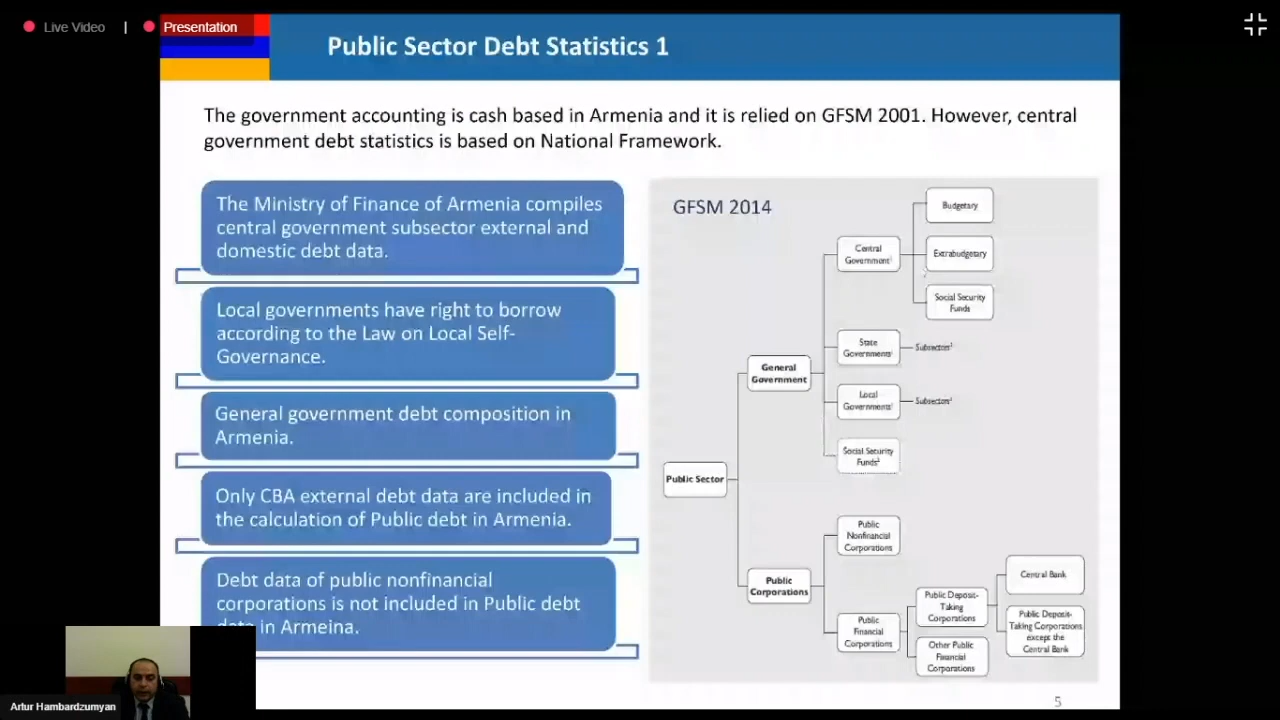 Live Video | Presentation
Public Sector Debt Statistics 1
The government accounting is cash based in Armenia and it is relied on GFSM 2001. However, central
government debt statistics is based on National Framework.
The Ministry of Finance of Armenia compiles
central government subsector external and
domestic debt data.
Local governments have right to borrow
according to the Law on Local Self-
Governance.
General government debt composition in
Armenia.
Only CBA external debt data are included in
the calculation of Public debt in Armenia.
Debt data of public nonfinancial
corporations is not included in Public debt
data in Armeina.
GFSM 2014
Public Sector
General
Government
Central
Government¹
Budgetary
Extrabudgetary
Social Security
Funds
State
Governments¹
Subsectors²
Local
Governments¹
Subsectors²
Social Security
Funds²
Public
Corporations
Public
Nonfinancial
Corporations
Public
Financial
Corporations
Public Deposit-
Taking
Corporations
Central Bank
Public Deposit-
Taking Corporations
except the
Central Bank
Other Public
Financial
Corporations
5
Artur Hambardzumyan